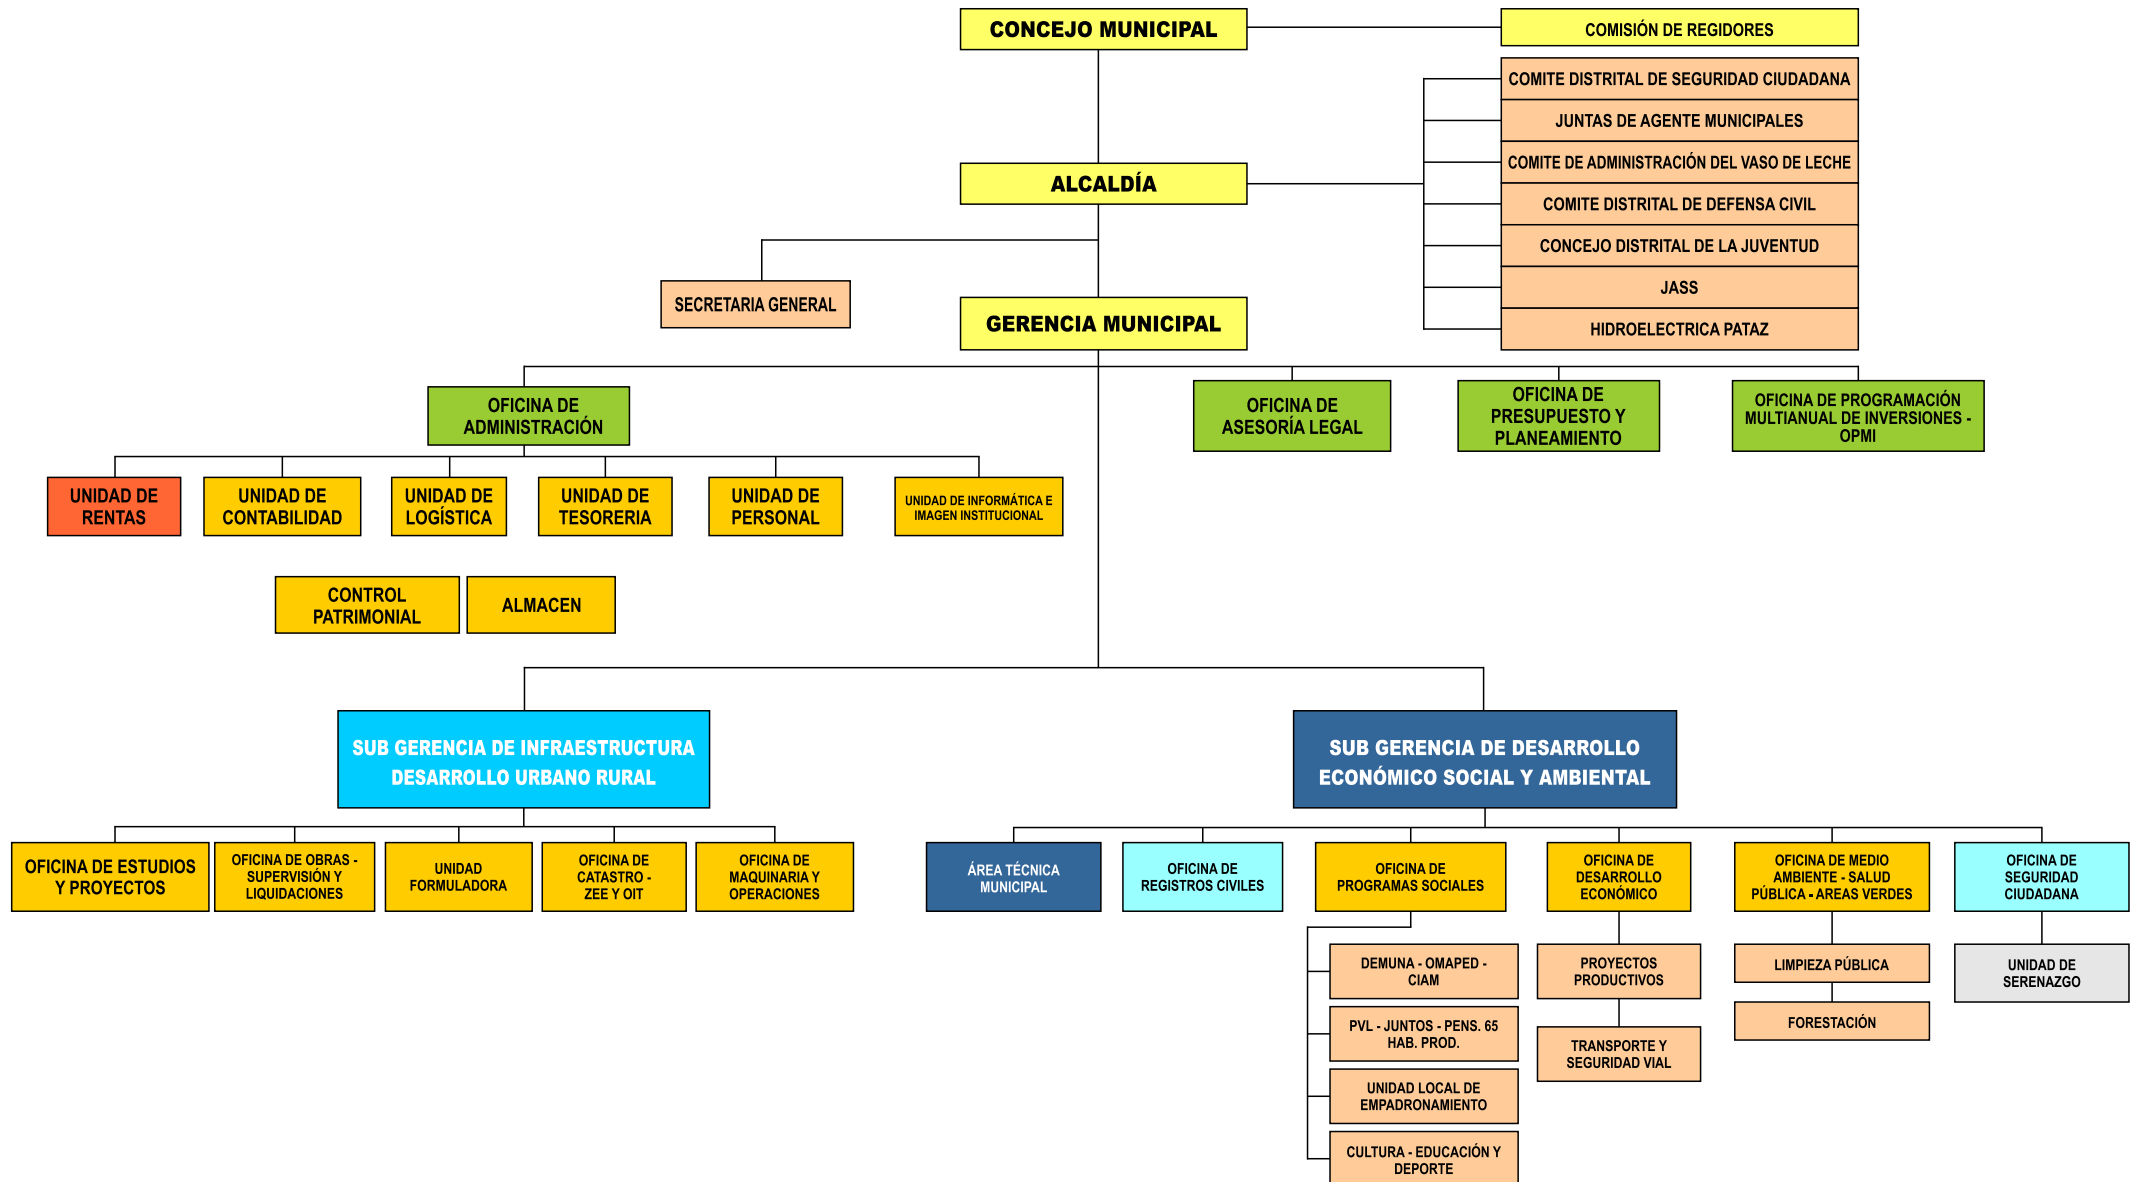 CONCEJO MUNICIPAL
COMISIÓN DE REGIDORES
COMITE DISTRITAL DE SEGURIDAD CIUDADANA
JUNTAS DE AGENTE MUNICIPALES
COMITE DE ADMINISTRACIÓN DEL VASO DE LECHE
ALCALDÍA
COMITE DISTRITAL DE DEFENSA CIVIL
CONCEJO DISTRITAL DE LA JUVENTUD
JASS
HIDROELECTRICA PATAZ
SECRETARIA GENERAL
GERENCIA MUNICIPAL
OFICINA DE
ADMINISTRACIÓN
OFICINA DE
ASESORÍA LEGAL
OFICINA DE
PRESUPUESTO Y
PLANEAMIENTO
OFICINA DE PROGRAMACIÓN
MULTIANUAL DE INVERSIONES -
OPMI
UNIDAD DE
RENTAS
UNIDAD DE
CONTABILIDAD
UNIDAD DE
LOGÍSTICA
UNIDAD DE
TESORERIA
UNIDAD DE
PERSONAL
UNIDAD DE INFORMÁTICA E
IMAGEN INSTITUCIONAL
CONTROL
PATRIMONIAL
ALMACEN
SUB GERENCIA DE INFRAESTRUCTURA
DESARROLLO URBANO RURAL
SUB GERENCIA DE DESARROLLO
ECONÓMICO SOCIAL Y AMBIENTAL
OFICINA DE ESTUDIOS
Y PROYECTOS
OFICINA DE OBRAS -
SUPERVISIÓN Y
LIQUIDACIONES
UNIDAD
FORMULADORA
OFICINA DE
CATASTRO -
ZEE Y OIT
OFICINA DE
MAQUINARIA Y
OPERACIONES
ÁREA TÉCNICA
MUNICIPAL
OFICINA DE
REGISTROS CIVILES
OFICINA DE
PROGRAMAS SOCIALES
OFICINA DE
DESARROLLO
ECONÓMICO
OFICINA DE MEDIO
AMBIENTE - SALUD
PÚBLICA - AREAS VERDES
OFICINA DE
SEGURIDAD
CIUDADANA
DEMUNA - OMAPED -
CIAM
PVL - JUNTOS - PENS. 65
HAB. PROD.
UNIDAD LOCAL DE
EMPADRONAMIENTO
CULTURA - EDUCACIÓN Y
DEPORTE
PROYECTOS
PRODUCTIVOS
TRANSPORTE Y
SEGURIDAD VIAL
LIMPIEZA PÚBLICA
FORESTACIÓN
UNIDAD DE
SERENAZGO